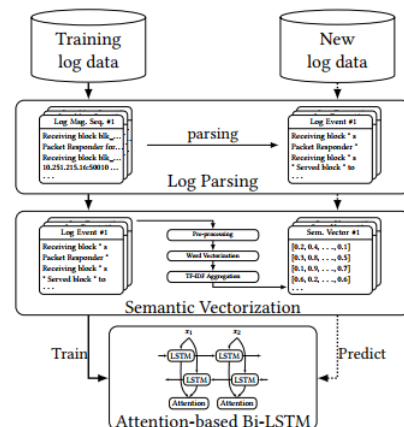 Training
log data
New
log data
Log Msg. Seq. #1
Receiving block blk_...
Packet Responder for...
Receiving block blk_...
10.251.215.16:50010 ...
...
parsing
Log Event #1
Receiving block * s
Packet Responder *
Receiving block * s
* Served block * to
...
Log Parsing
Log Event #1
Receiving block * s
Packet Responder *
Receiving block * s
* Served block * to
...
Pre-processing
Word Vectorization
TF-IDF Aggregation
Sem. Vector #1
[0.2, 0.4, ..., 0.1]
[0.3, 0.8, ..., 0.5]
[0.1, 0.9, ..., 0.7]
[0.6, 0.2, ..., 0.6]
...
Semantic Vectorization
Train
Predict
x1 x2
LSTM LSTM
LSTM LSTM
Attention Attention
Attention-based Bi-LSTM